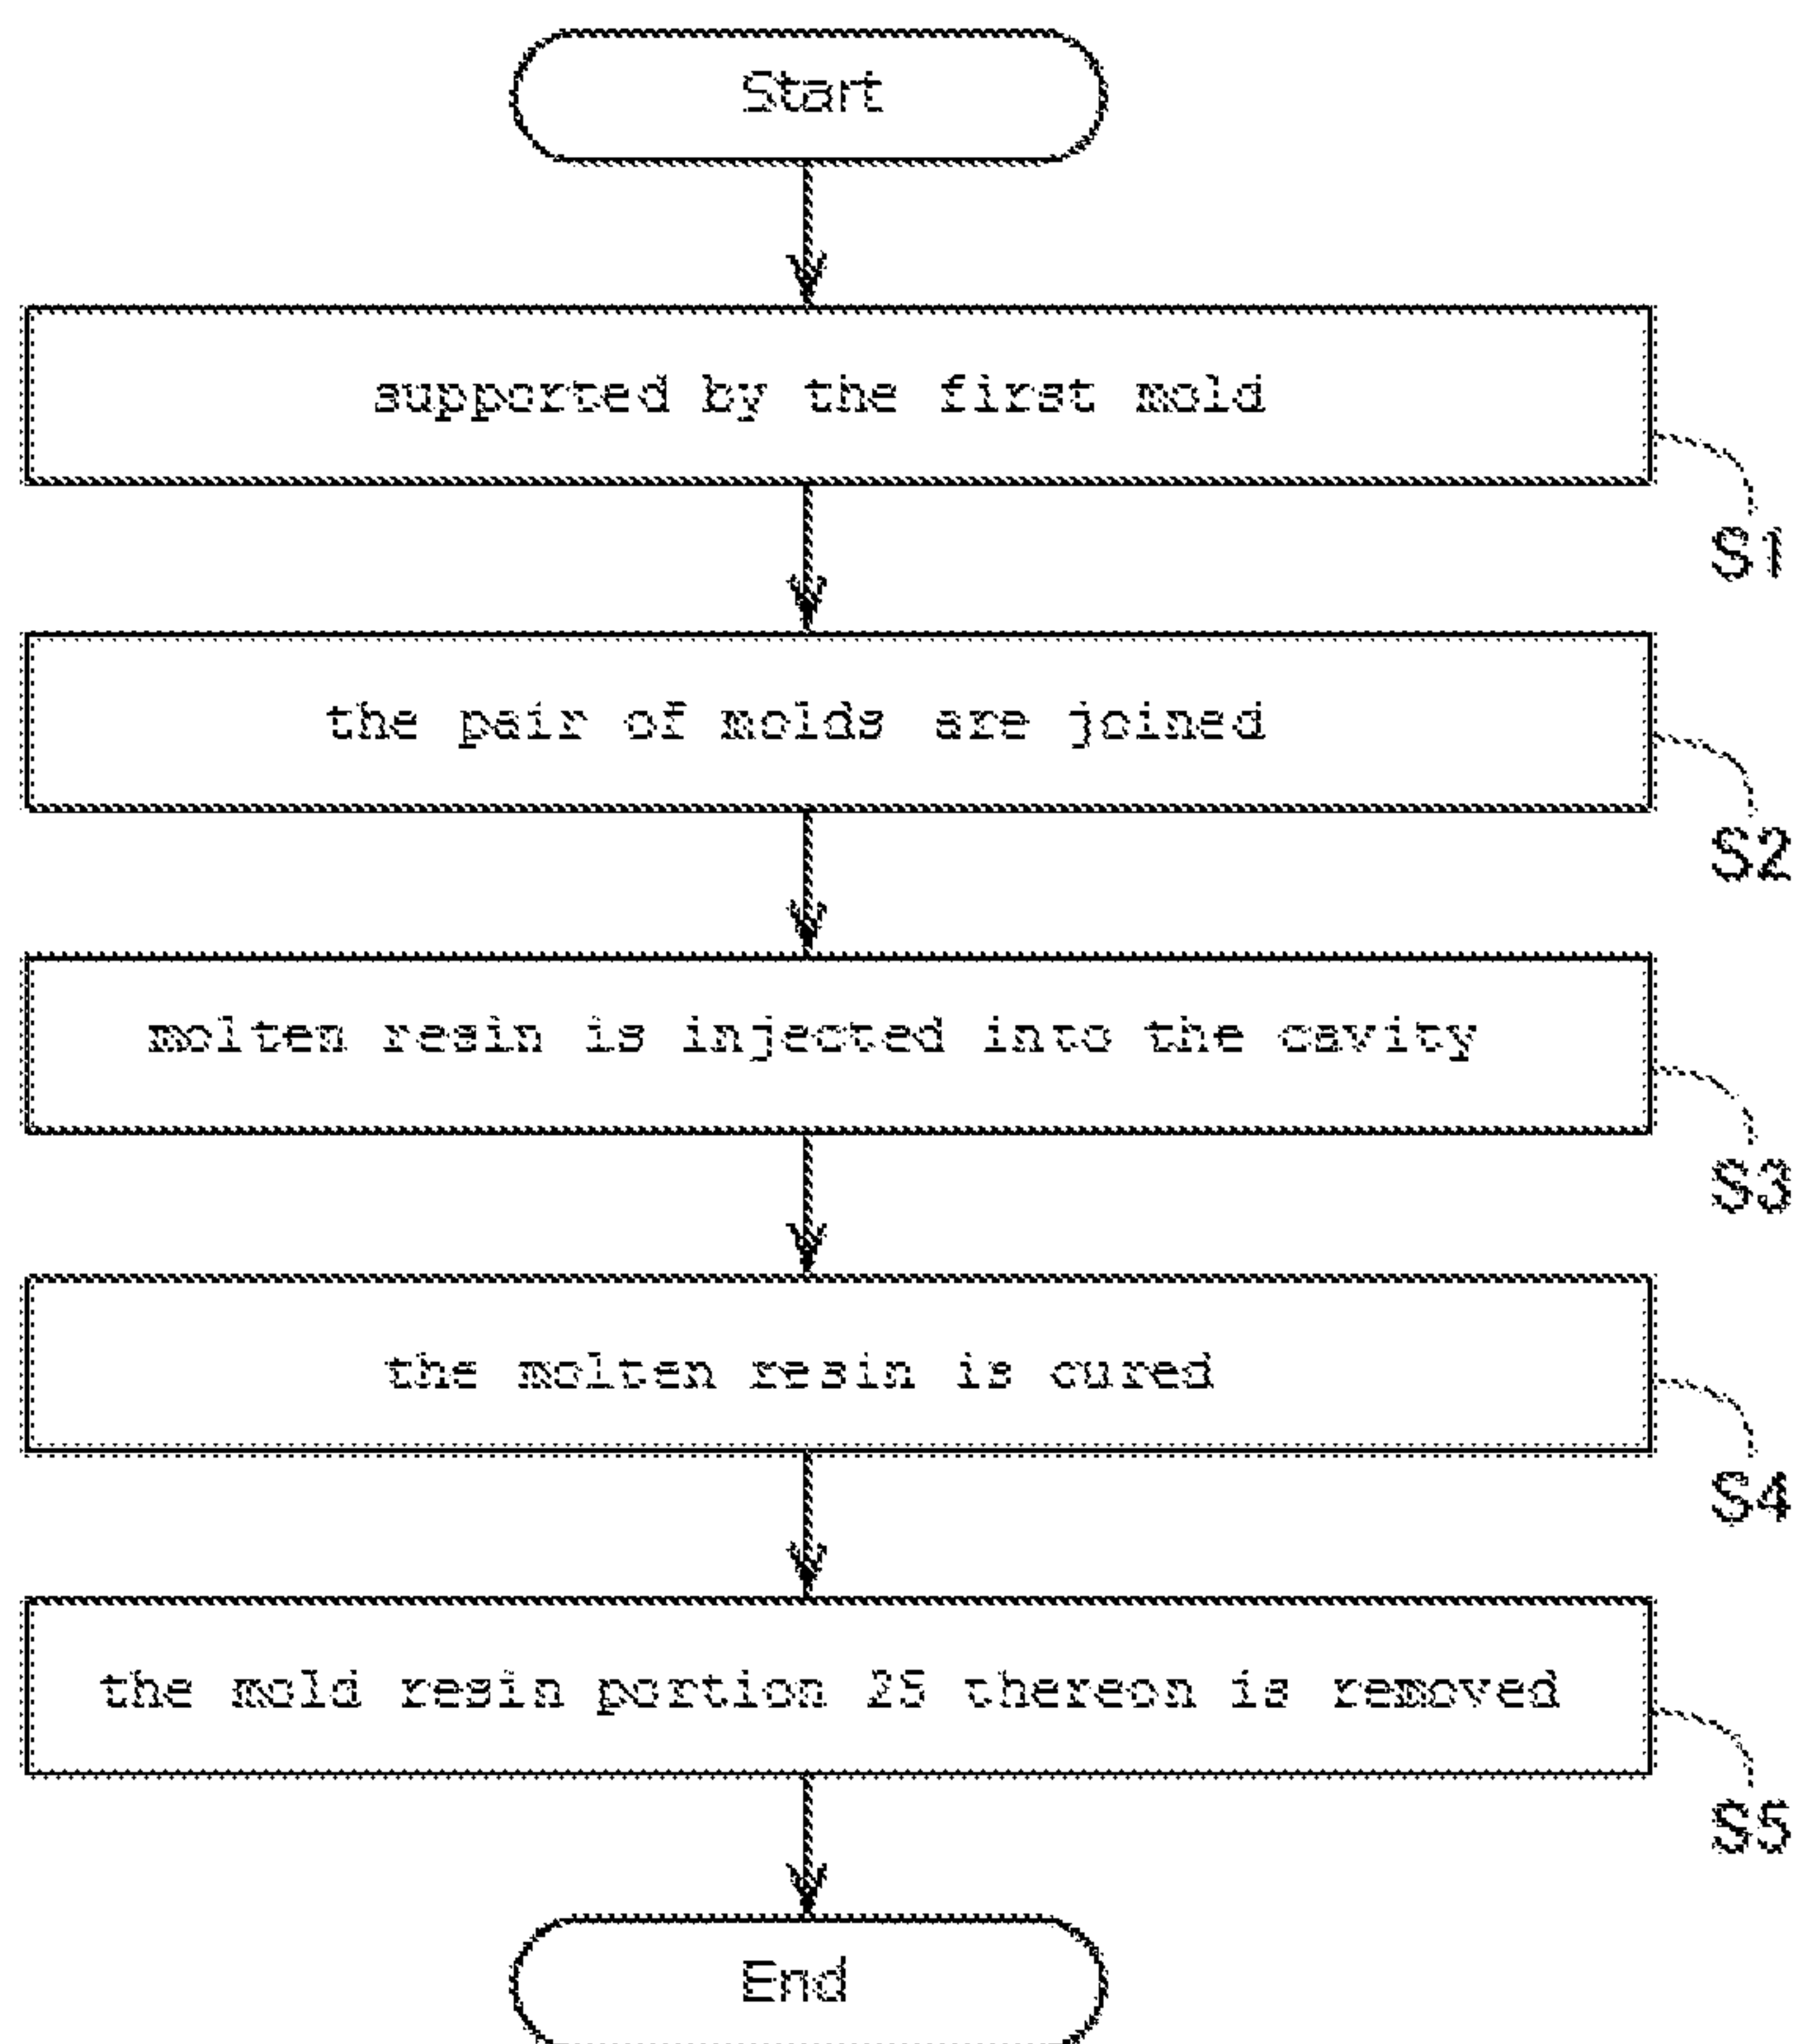 Start
supported by the first mold
S1
the pair of molds are joined
S2
molten resin is injected into the cavity
S3
the molten resin is cured
S4
the mold resin portion 25 thereon is removed
S5
End